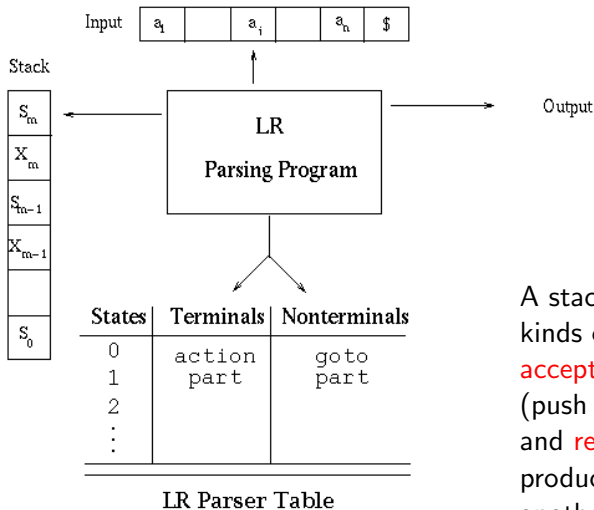 Input a₁ aᵢ aₙ $
Stack
Sₘ
Xₘ
Sₘ₋₁
Xₘ₋₁
S₀
LR
Parsing Program
Output
States Terminals Nonterminals
0 action goto
1 part part
2
⋮
LR Parser Table
A stac
kinds
accept
(push
and re
produc